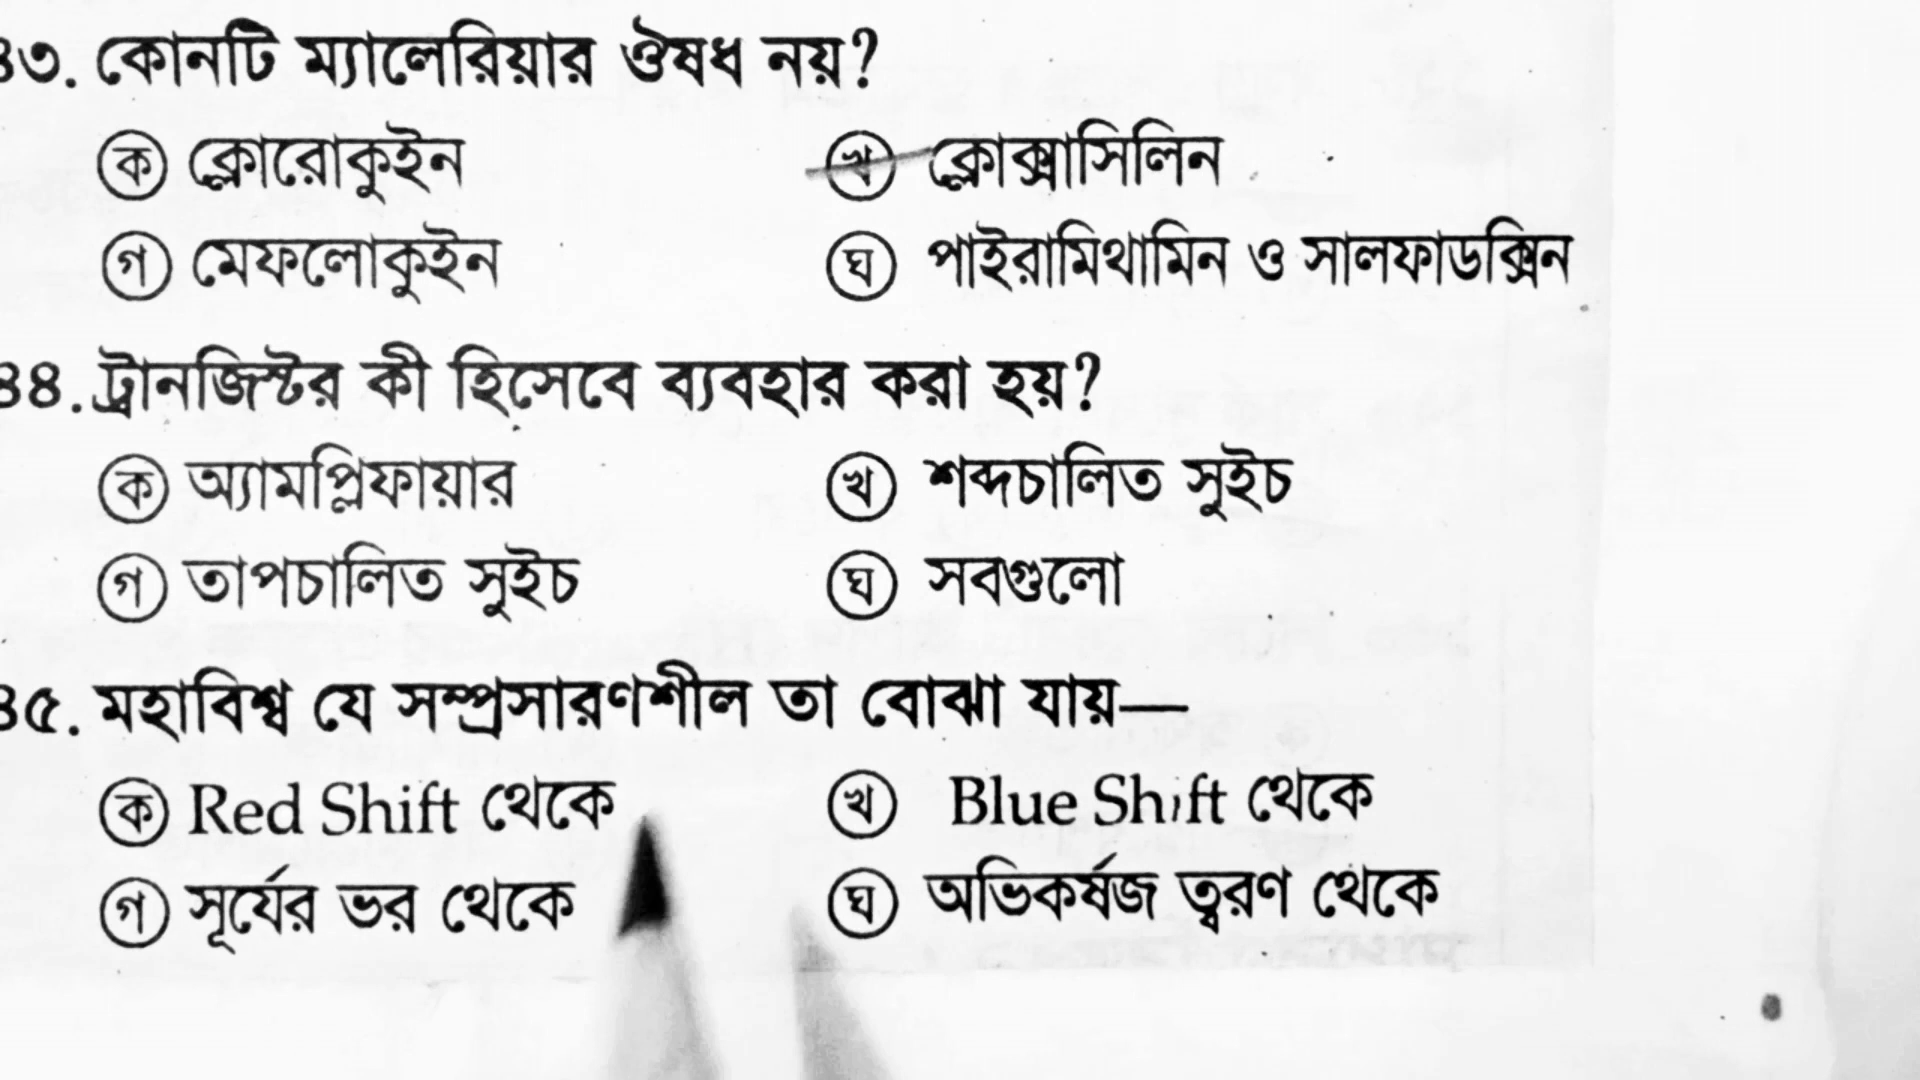 ৪৩. কোনটি ম্যালেরিয়ার ঔষধ নয়?
ক ক্লোরোকুইন খ ক্লোক্সাসিলিন
গ মেফলোকুইন ঘ পাইরামিথামিন ও সালফাডক্সিন
৪৪. ট্রানজিস্টর কী হিসেবে ব্যবহার করা হয়?
ক অ্যামপ্লিফায়ার খ শব্দচালিত সুইচ
গ তাপচালিত সুইচ ঘ সবগুলো
৪৫. মহাবিশ্ব যে সম্প্রসারণশীল তা বোঝা যায়—
ক Red Shift থেকে খ Blue Shift থেকে
গ সূর্যের ভর থেকে ঘ অভিকর্ষজ ত্বরণ থেকে